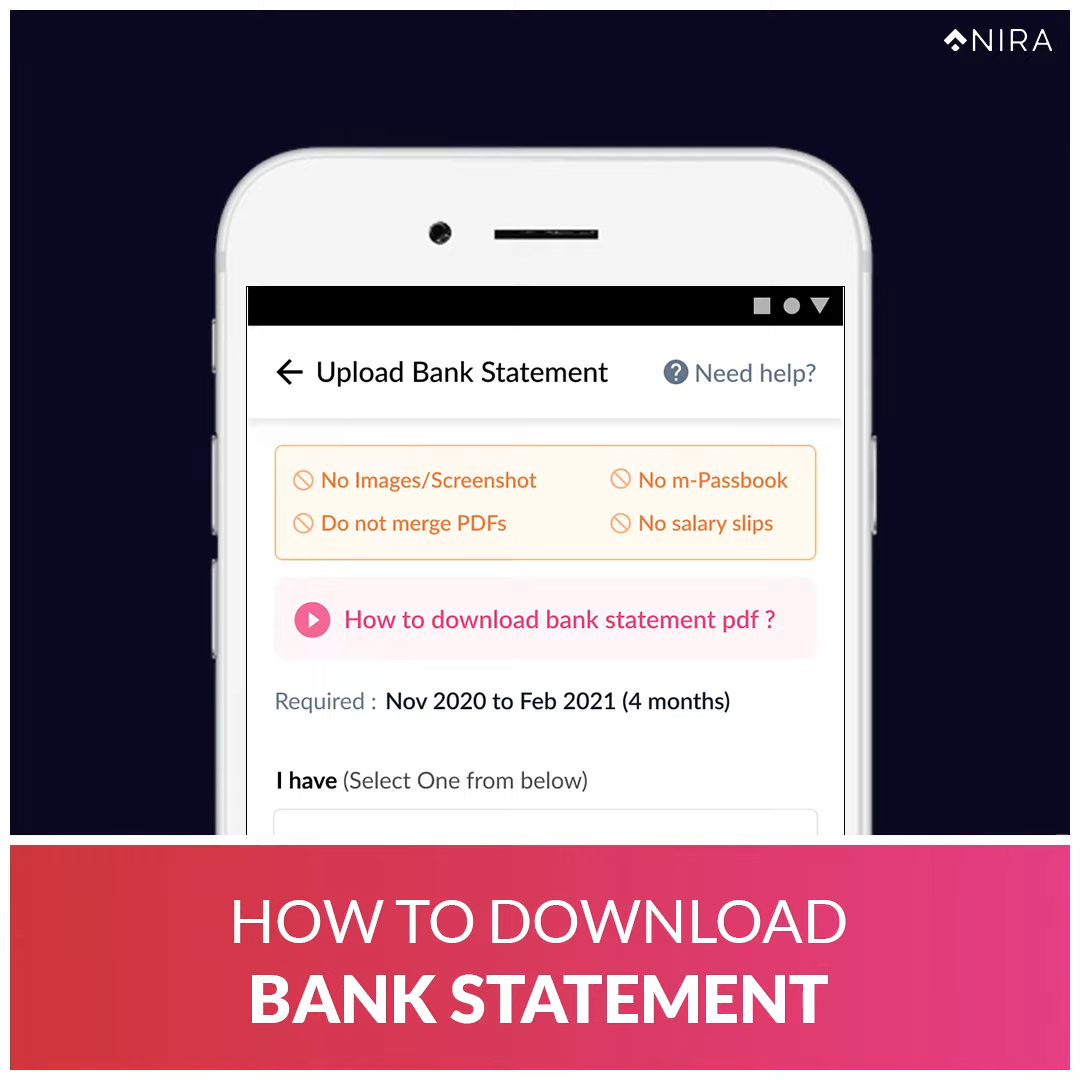 NIRA
Upload Bank Statement Need help?
No Images/Screenshot No m-Passbook
Do not merge PDFs No salary slips
How to download bank statement pdf ?
Required : Nov 2020 to Feb 2021 (4 months)
I have (Select One from below)
HOW TO DOWNLOAD
BANK STATEMENT